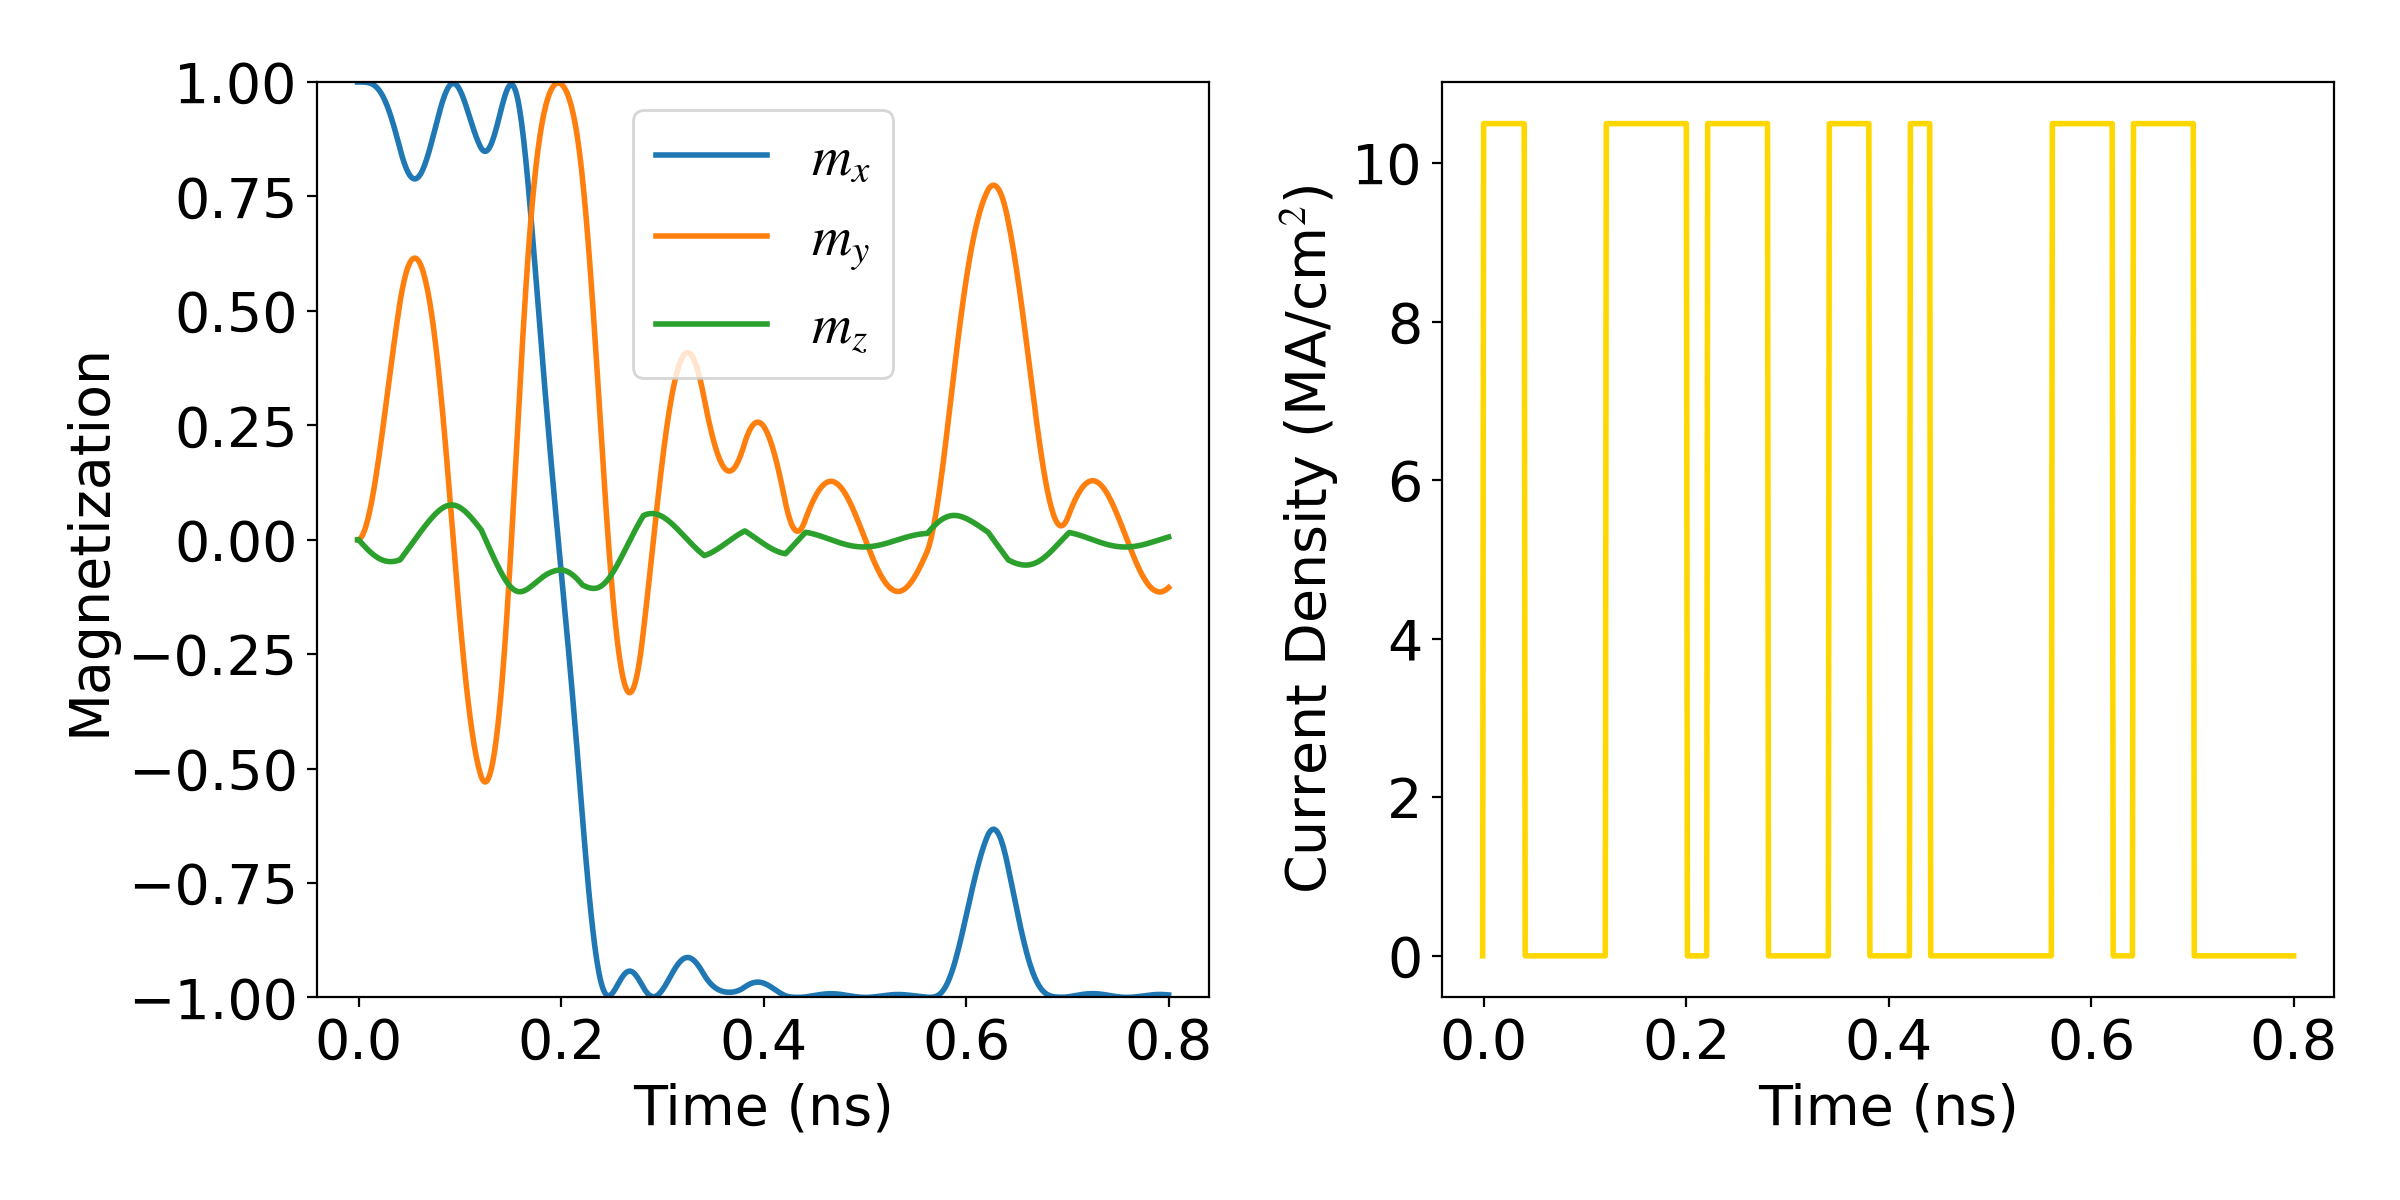 1.00
0.75
0.50
0.25
0.00
−0.25
−0.50
−0.75
−1.00
Magnetization
0.0 0.2 0.4 0.6 0.8
Time (ns)
m_x
m_y
m_z
10
8
6
4
2
0
Current Density (MA/cm²)
0.0 0.2 0.4 0.6 0.8
Time (ns)